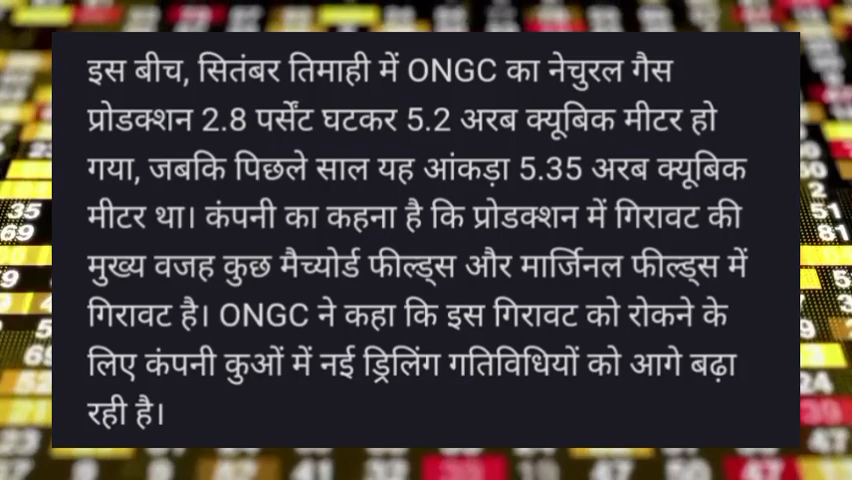 इस बीच, सितंबर तिमाही में ONGC का नेचुरल गैस
प्रोडक्शन 2.8 पर्सेंट घटकर 5.2 अरब क्यूबिक मीटर हो
गया, जबकि पिछले साल यह आंकड़ा 5.35 अरब क्यूबिक
मीटर था। कंपनी का कहना है कि प्रोडक्शन में गिरावट की
मुख्य वजह कुछ मैच्योर्ड फील्ड्स और मार्जिनल फील्ड्स में
गिरावट है। ONGC ने कहा कि इस गिरावट को रोकने के
लिए कंपनी कुओं में नई ड्रिलिंग गतिविधियों को आगे बढ़ा
रही है।